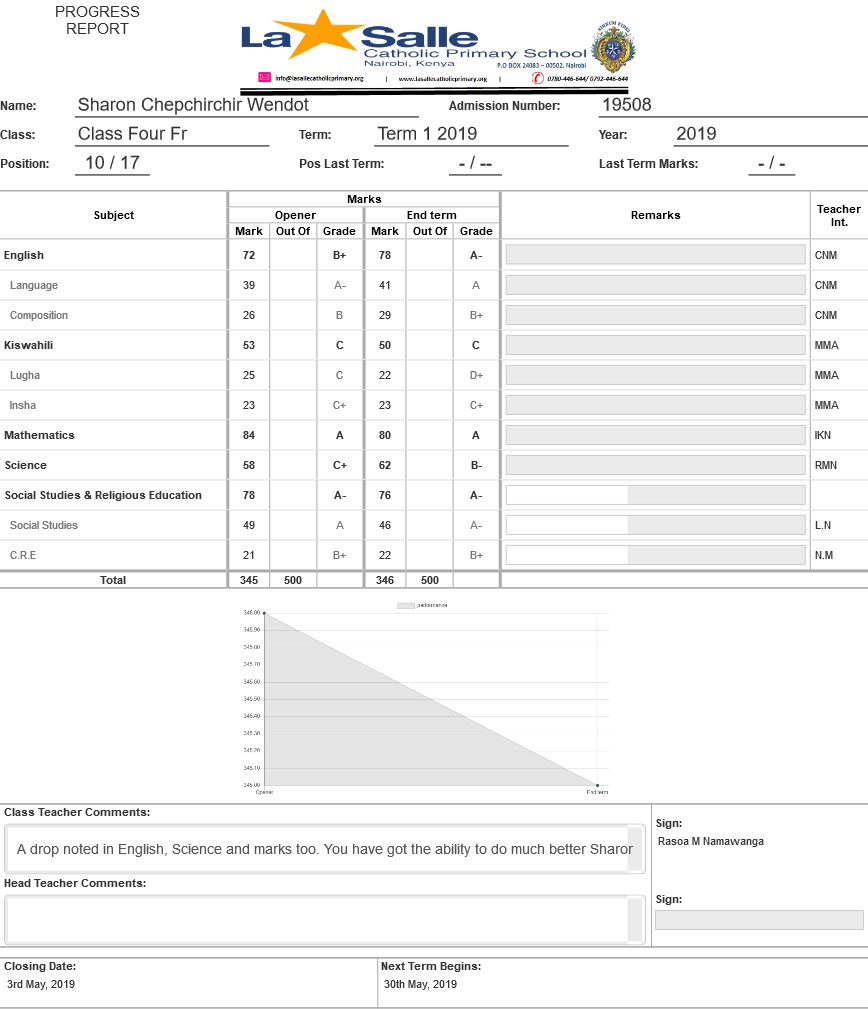 PROGRESS
REPORT
La Salle
Catholic Primary School
Nairobi, Kenya
P.O BOX 24083 – 00502, Nairobi
info@lasallecatholicprimary.org | www.lasallecatholicprimary.org | 0780-446-644/ 0792-446-644
Name: Sharon Chepchirchir Wendot Admission Number: 19508
Class: Class Four Fr Term: Term 1 2019 Year: 2019
Position: 10 / 17 Pos Last Term: - / -- Last Term Marks: - / -
Subject Marks Remarks Teacher Int.
Opener End term
Mark Out Of Grade Mark Out Of Grade
English 72 B+ 78 A- CNM
Language 39 A- 41 A CNM
Composition 26 B 29 B+ CNM
Kiswahili 53 C 50 C MMA
Lugha 25 C 22 D+ MMA
Insha 23 C+ 23 C+ MMA
Mathematics 84 A 80 A IKN
Science 58 C+ 62 B- RMN
Social Studies & Religious Education 78 A- 76 A-
Social Studies 49 A 46 A- L.N
C.R.E 21 B+ 22 B+ N.M
Total 345 500 346 500
performance
346.00
345.90
345.80
345.70
345.60
345.50
345.40
345.30
345.20
345.10
345.00
Opener End term
Class Teacher Comments:
A drop noted in English, Science and marks too. You have got the ability to do much better Sharor
Sign:
Rasoa M Namawanga
Head Teacher Comments:
Sign:
Closing Date: Next Term Begins:
3rd May, 2019 30th May, 2019